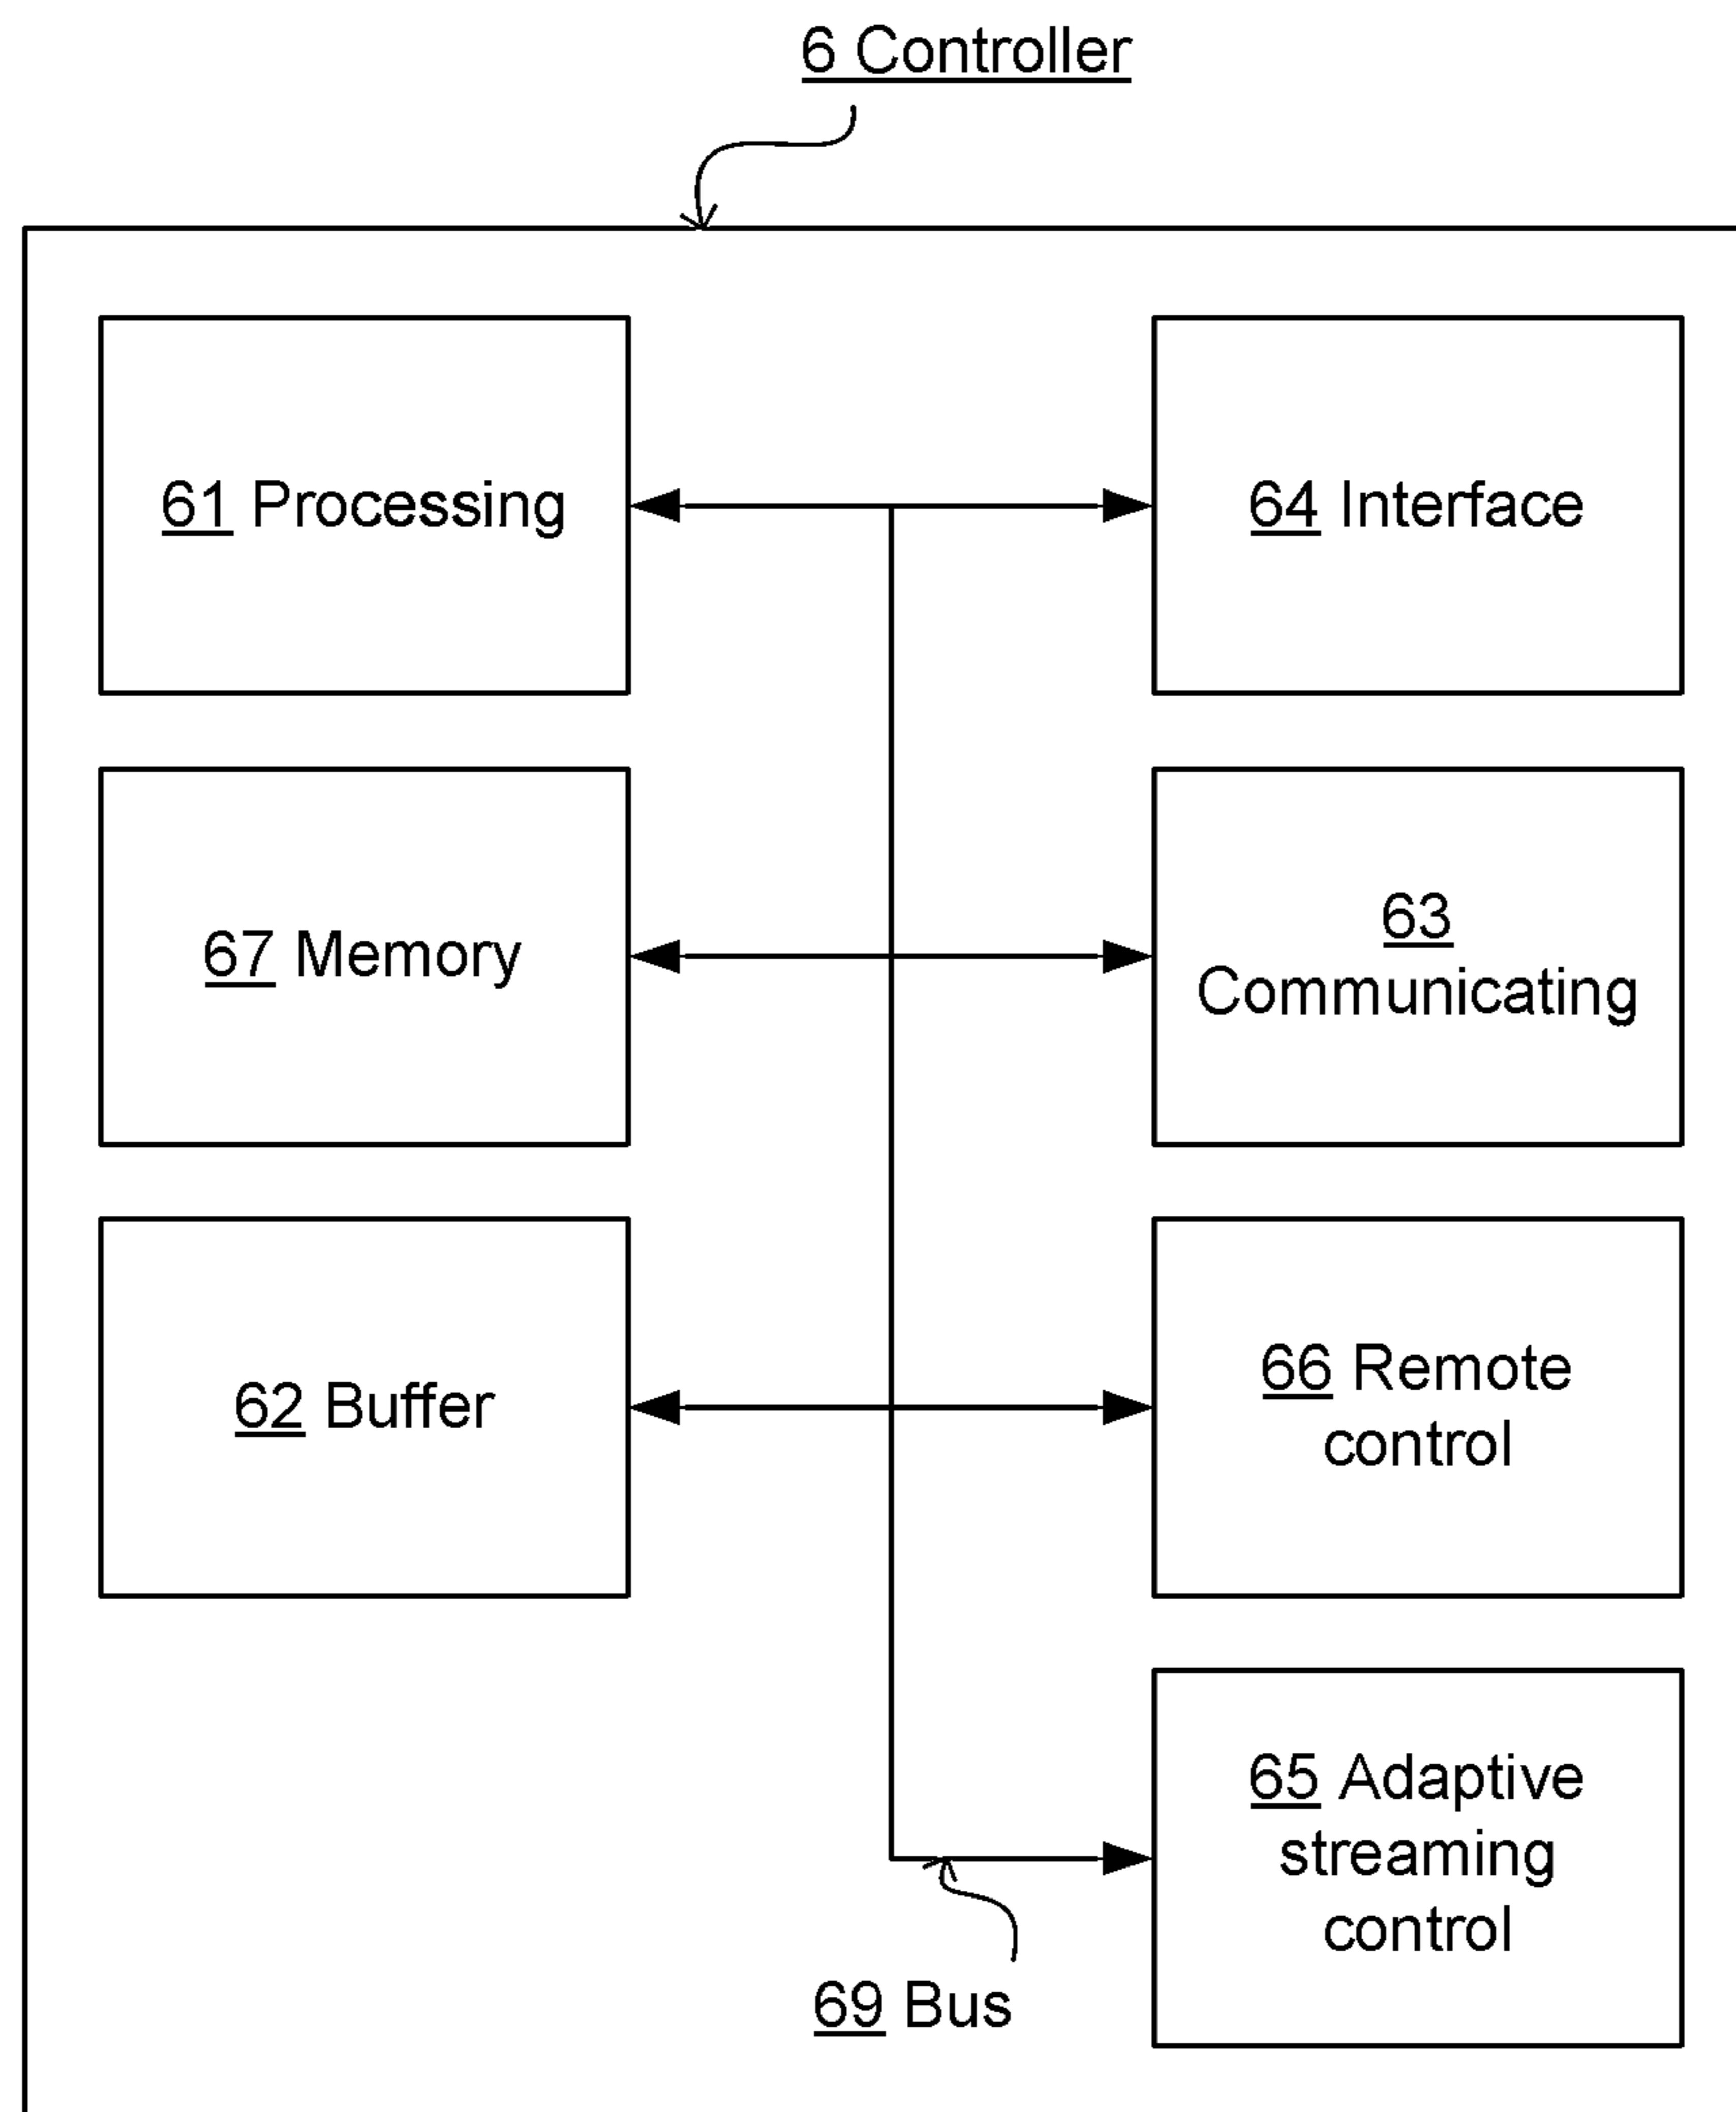 6 Controller
61 Processing
64 Interface
67 Memory
63
Communicating
62 Buffer
66 Remote
control
65 Adaptive
streaming
control
69 Bus